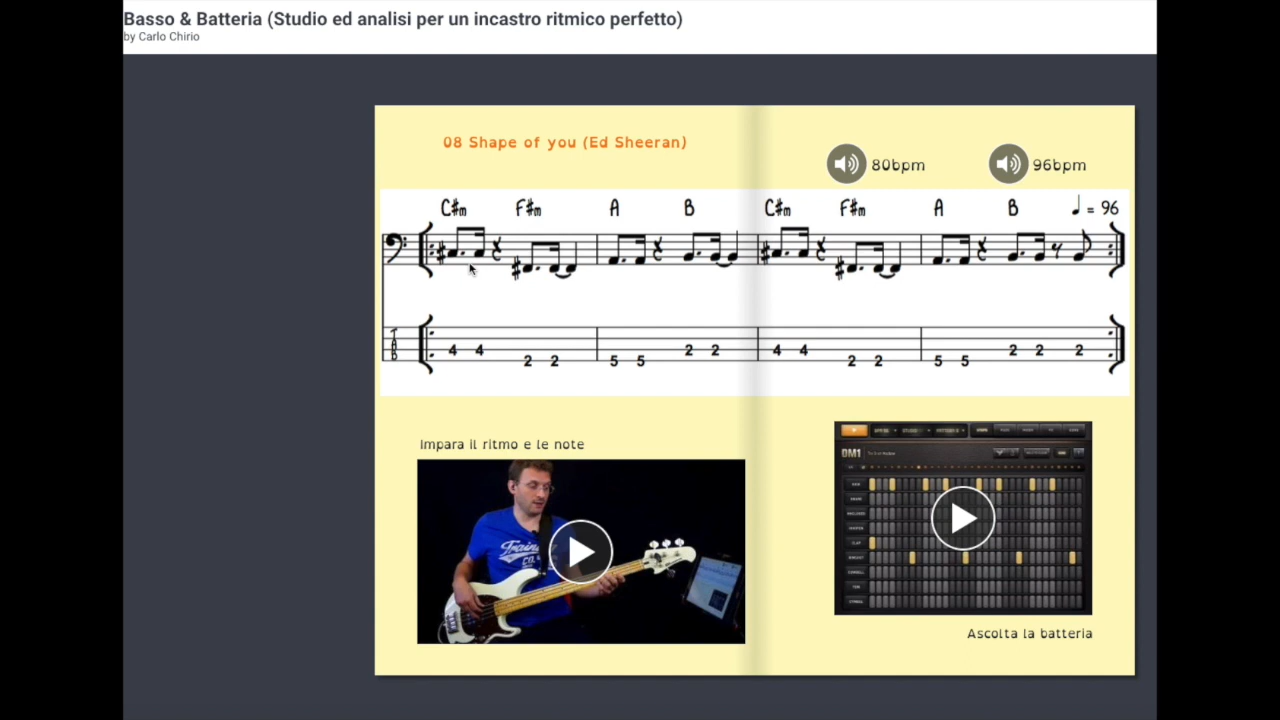 Basso & Batteria (Studio ed analisi per un incastro ritmico perfetto)
by Carlo Chirio
08 Shape of you (Ed Sheeran)
80bpm 96bpm
C#m F#m A B C#m F#m A B ♩ = 96
T
A
B
4 4 2 2 5 5 2 2 4 4 2 2 5 5 2 2 2
Impara il ritmo e le note
DM1
Ascolta la batteria